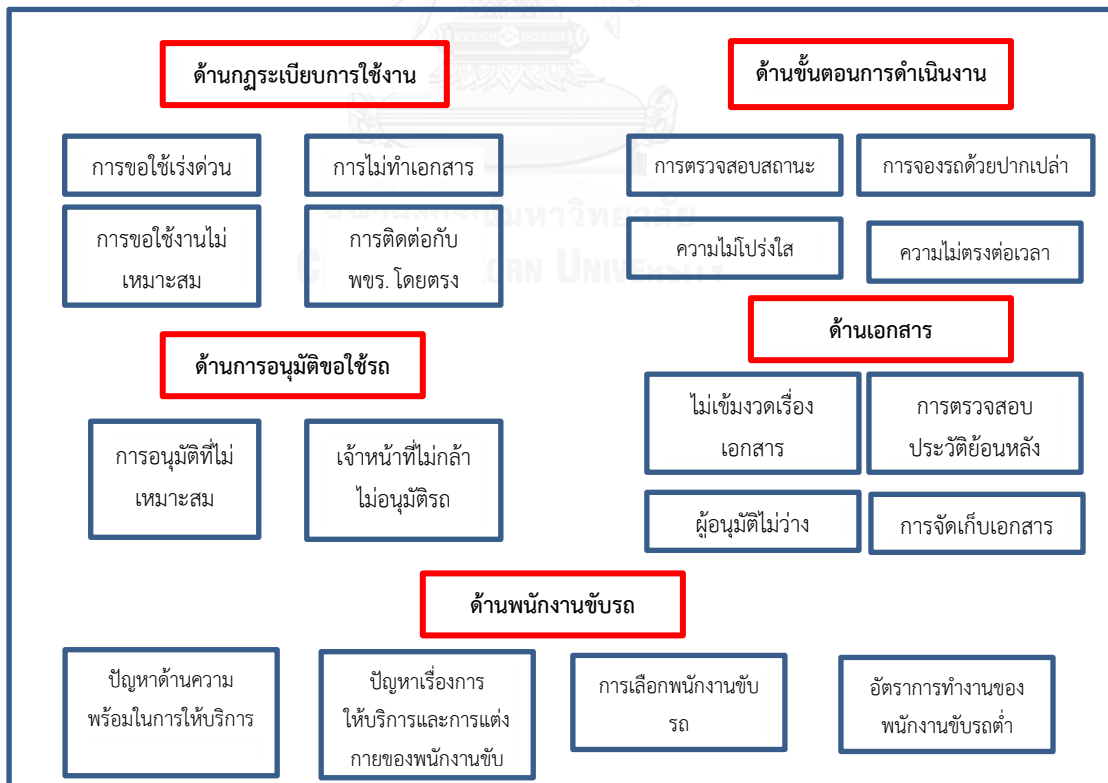 ด้านกฏระเบียบการใช้งาน
การขอใช้เร่งด่วน
การไม่ทำเอกสาร
การขอใช้งานไม่
เหมาะสม
การติดต่อกับ
พขร. โดยตรง
ด้านขั้นตอนการดำเนินงาน
การตรวจสอบสถานะ
การจองรถด้วยปากเปล่า
ความไม่โปร่งใส
ความไม่ตรงต่อเวลา
ด้านการอนุมัติขอใช้รถ
การอนุมัติที่ไม่
เหมาะสม
เจ้าหน้าที่ไม่กล้า
ไม่อนุมัติรถ
ด้านเอกสาร
ไม่เข้มงวดเรื่อง
เอกสาร
การตรวจสอบ
ประวัติย้อนหลัง
ผู้อนุมัติไม่ว่าง
การจัดเก็บเอกสาร
ด้านพนักงานขับรถ
ปัญหาด้านความ
พร้อมในการให้บริการ
ปัญหาเรื่องการ
ให้บริการและการแต่ง
กายของพนักงานขับ
การเลือกพนักงานขับ
รถ
อัตราการทำงานของ
พนักงานขับรถต่ำ